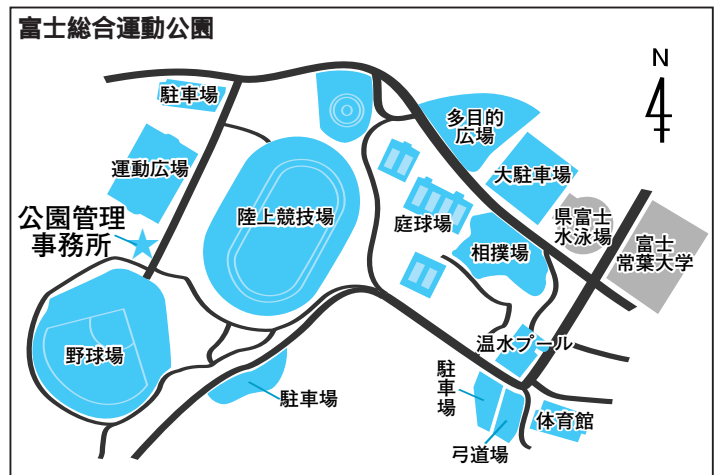 富士総合運動公園
N
駐車場
多目的
広場
運動広場
大駐車場
公園管理
事務所
陸上競技場
庭球場
県富士
水泳場
相撲場
富士
常葉大学
野球場
温水プール
駐
車
場
駐車場
体育館
弓道場